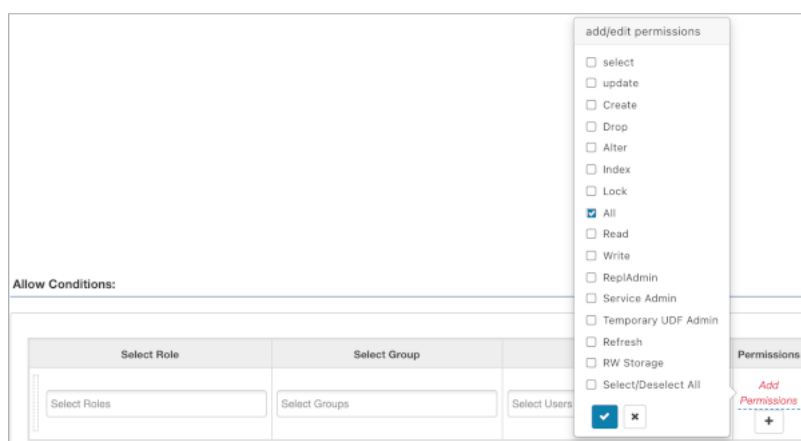 add/edit permissions
select
update
Create
Drop
Alter
Index
Lock
All
Read
Write
ReplAdmin
Service Admin
Temporary UDF Admin
Refresh
RW Storage
Select/Deselect All
Allow Conditions:
Select Role
Select Group
Permissions
Select Roles
Select Groups
Select Users
Add
Permissions